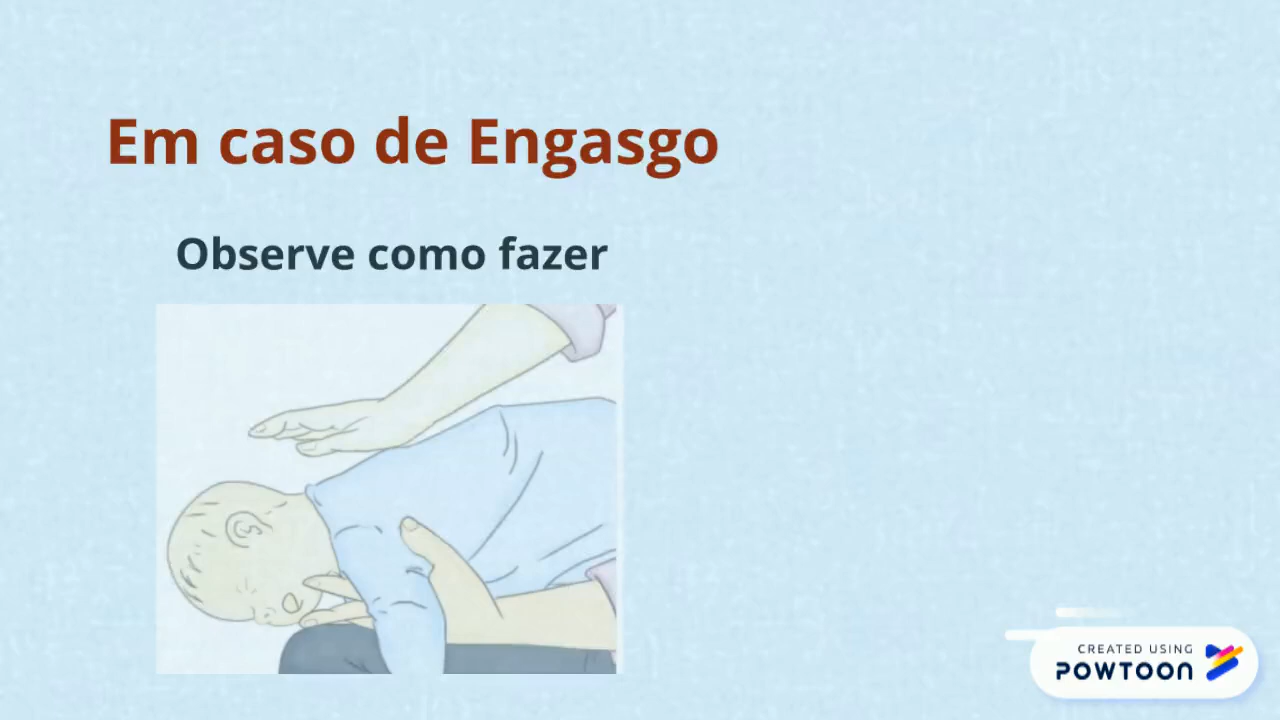 Em caso de Engasgo
Observe como fazer
CREATED USING
POWTOON